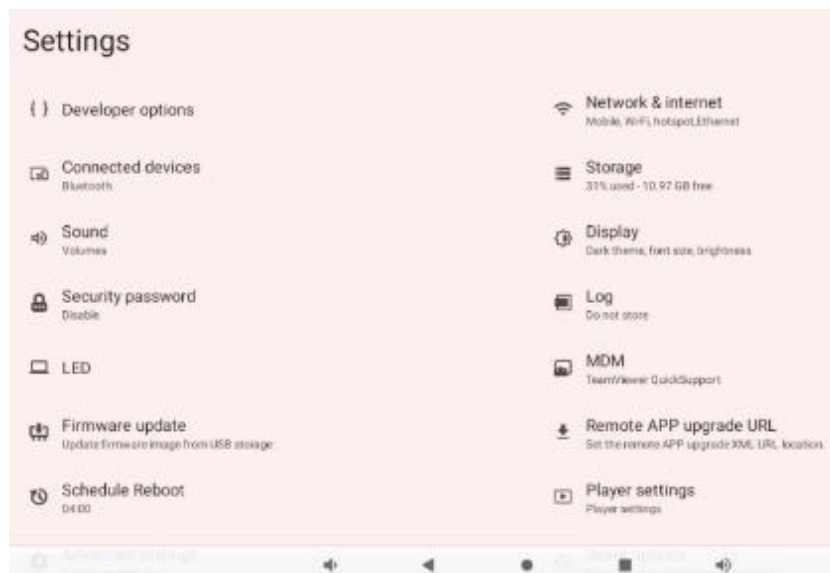 Settings
Developer options
Network & internet
Mobile, Wi-Fi, hotspot,Ethernet
Connected devices
Bluetooth
Storage
31% used - 10.97 GB free
Sound
Volumes
Display
Dark theme, font size, brightness
Security password
Disable
Log
Do not store
LED
MDM
TeamViewer QuickSupport
Firmware update
Update firmware image from USB storage
Remote APP upgrade URL
Set the remote APP upgrade XML URL location.
Schedule Reboot
04:00
Player settings
Player settings